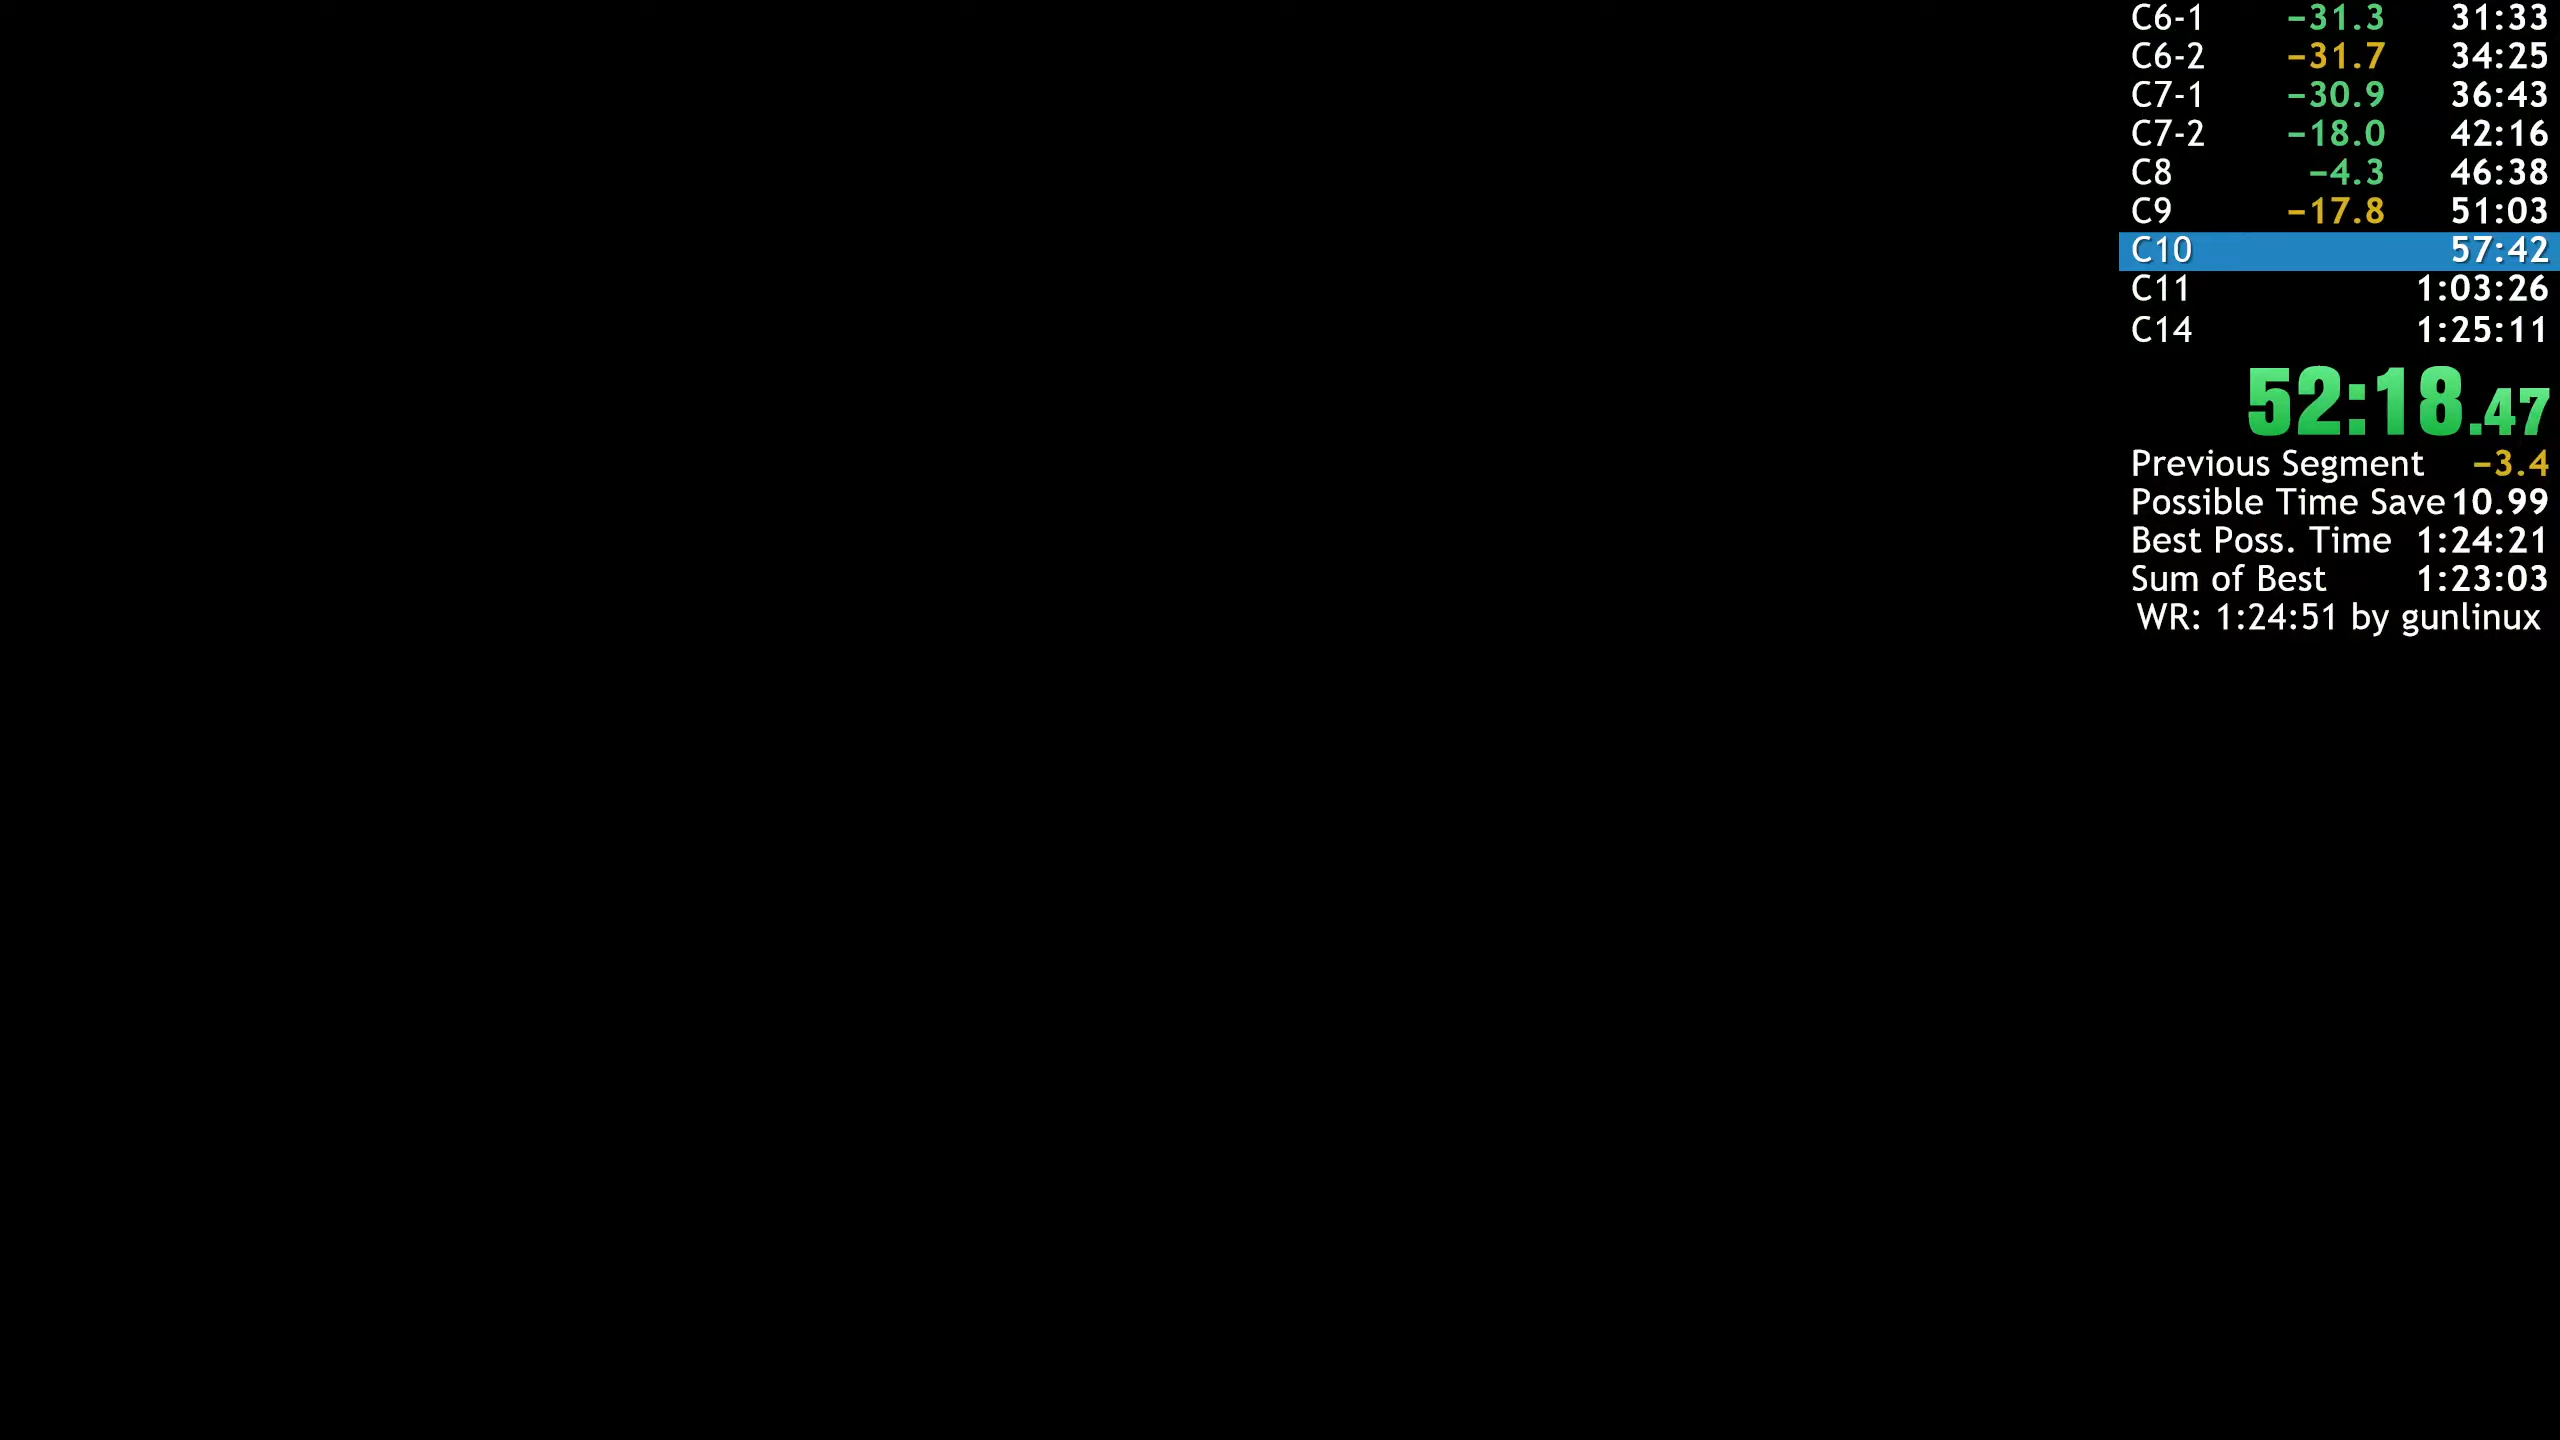 C6-1 −31.3 31:33
C6-2 −31.7 34:25
C7-1 −30.9 36:43
C7-2 −18.0 42:16
C8 −4.3 46:38
C9 −17.8 51:03
C10 57:42
C11 1:03:26
C14 1:25:11
52:18.47
Previous Segment −3.4
Possible Time Save 10.99
Best Poss. Time 1:24:21
Sum of Best 1:23:03
WR: 1:24:51 by gunlinux